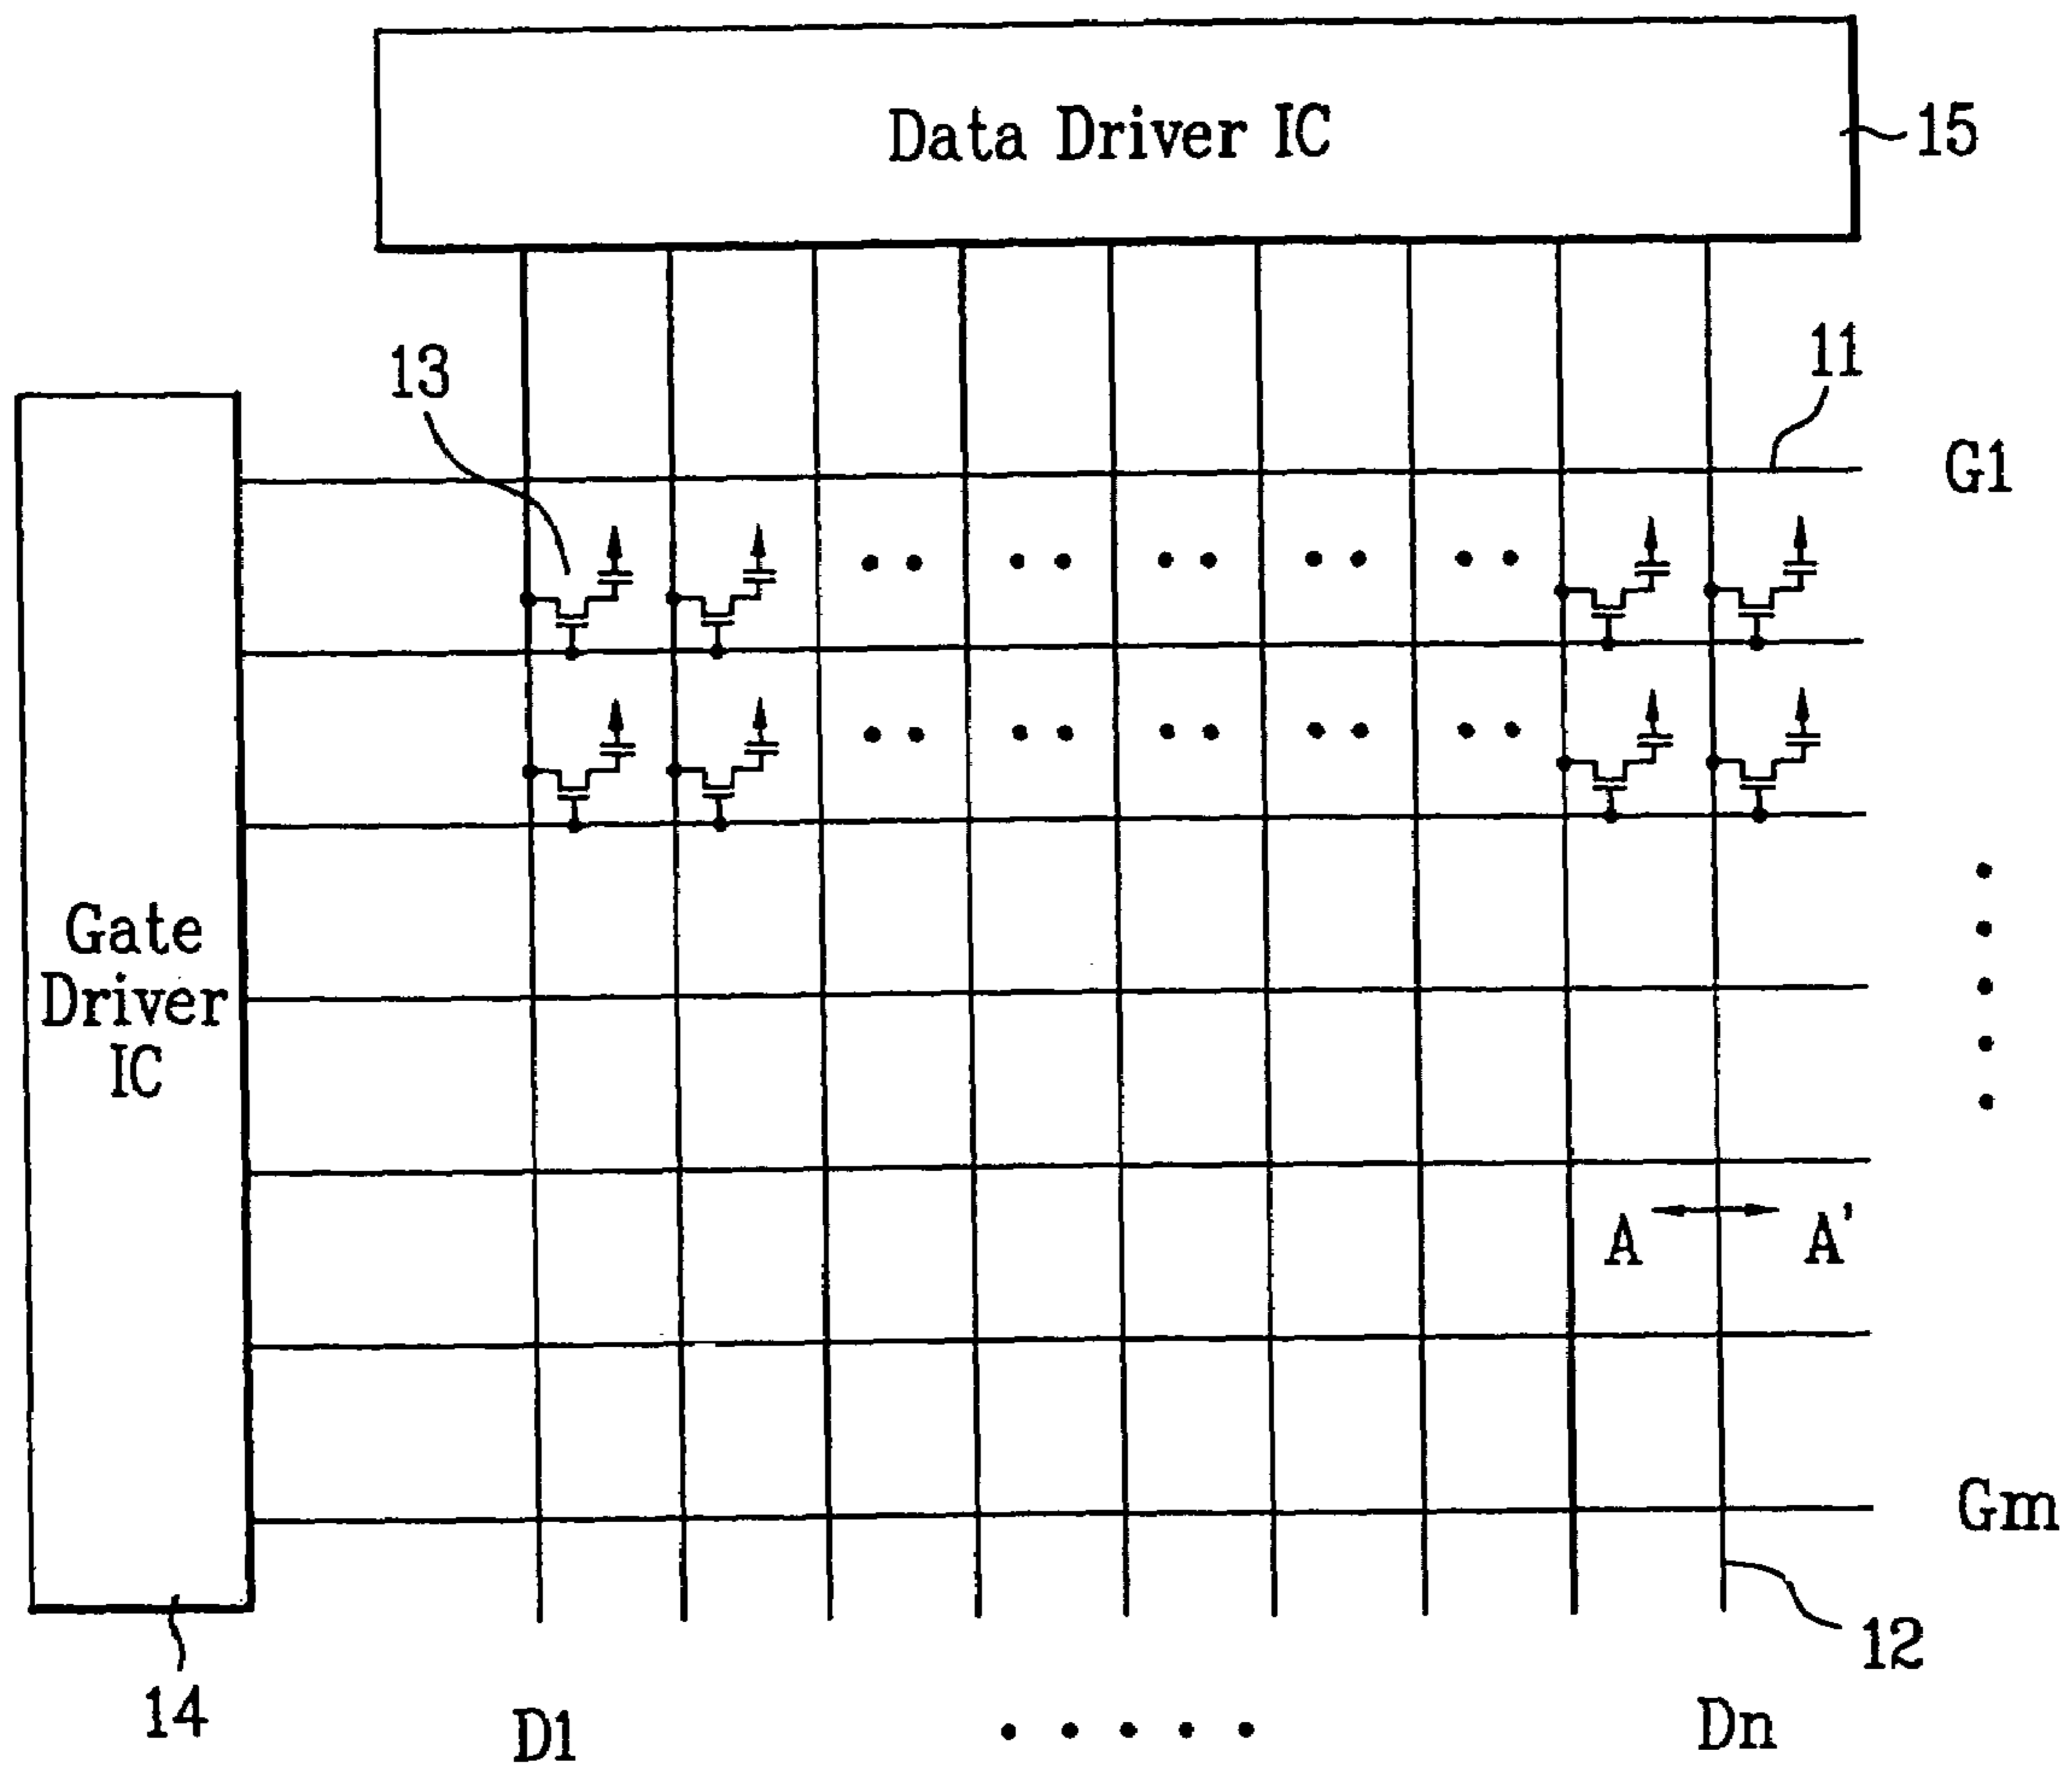 Data Driver IC
15
13
11
G1
Gate
Driver
IC
A
A'
Gm
12
14
D1
Dn